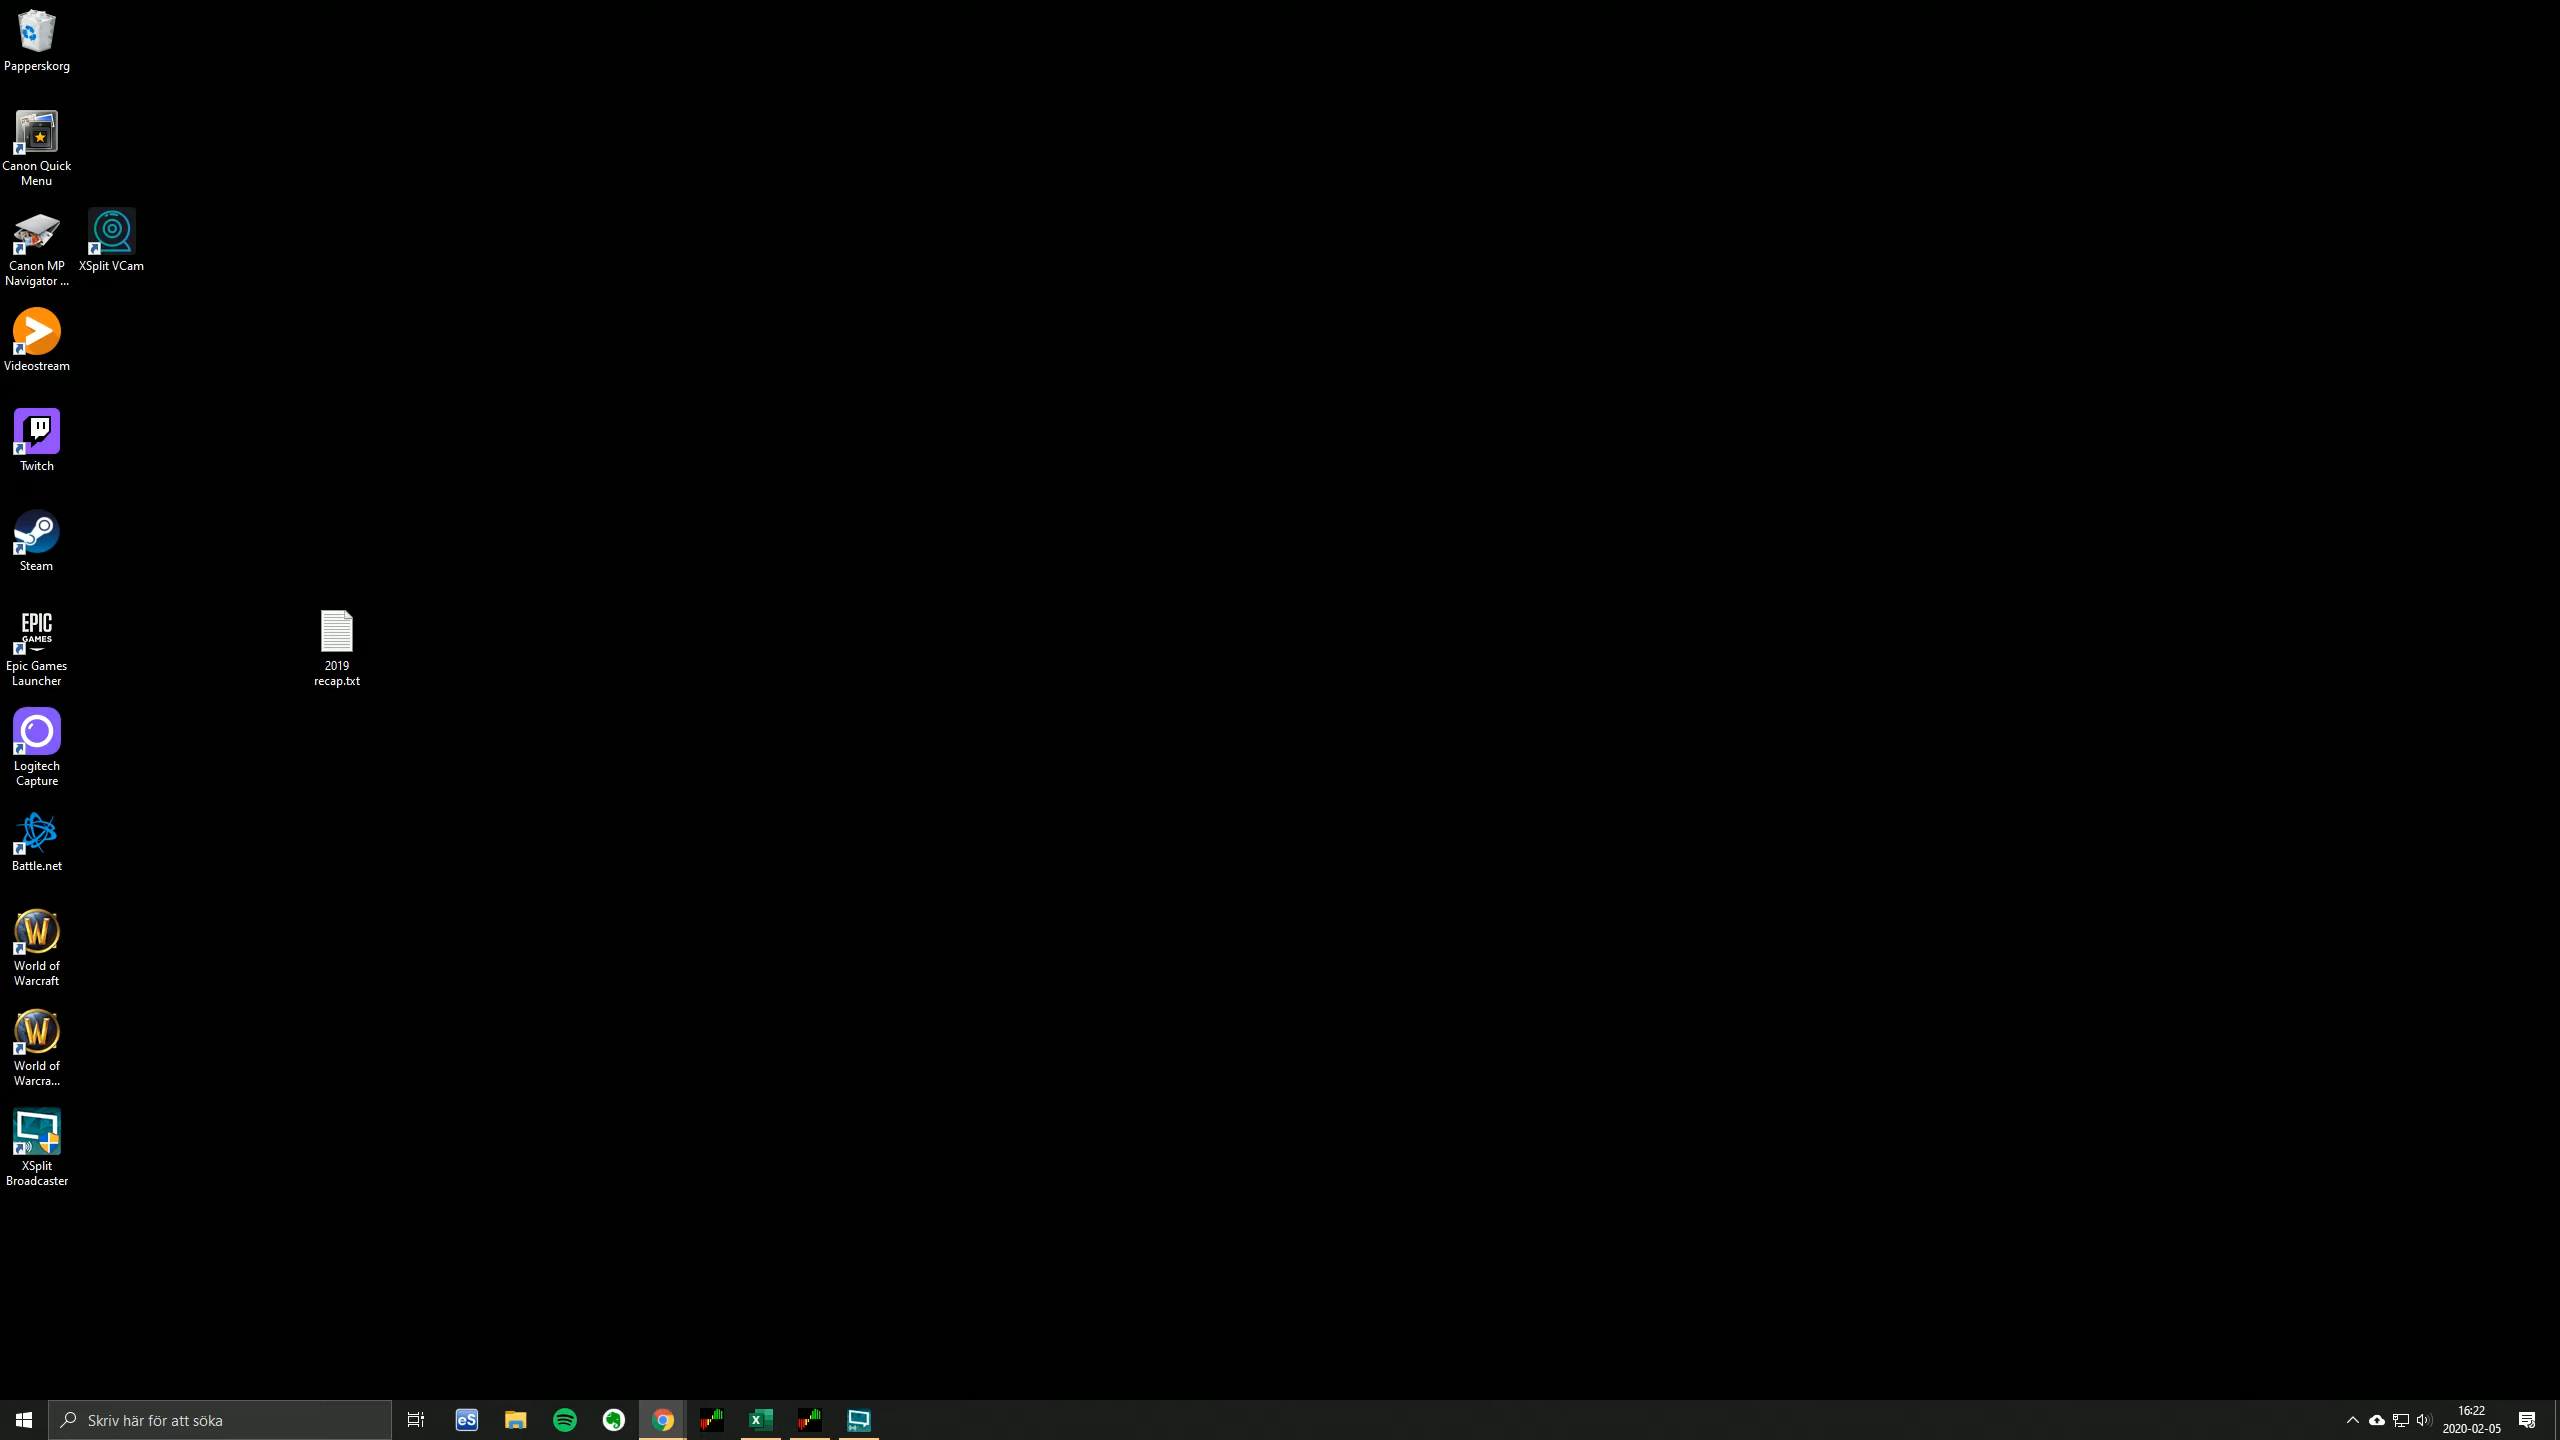 Papperskorg
Canon Quick
Menu
Canon MP
Navigator ...
XSplit VCam
Videostream
Twitch
Steam
EPIC
GAMES
Epic Games
Launcher
2019
recap.txt
Logitech
Capture
Battle.net
W
World of
Warcraft
W
World of
Warcra...
XSplit
Broadcaster
Skriv här för att söka
eS
X
16:22
2020-02-05